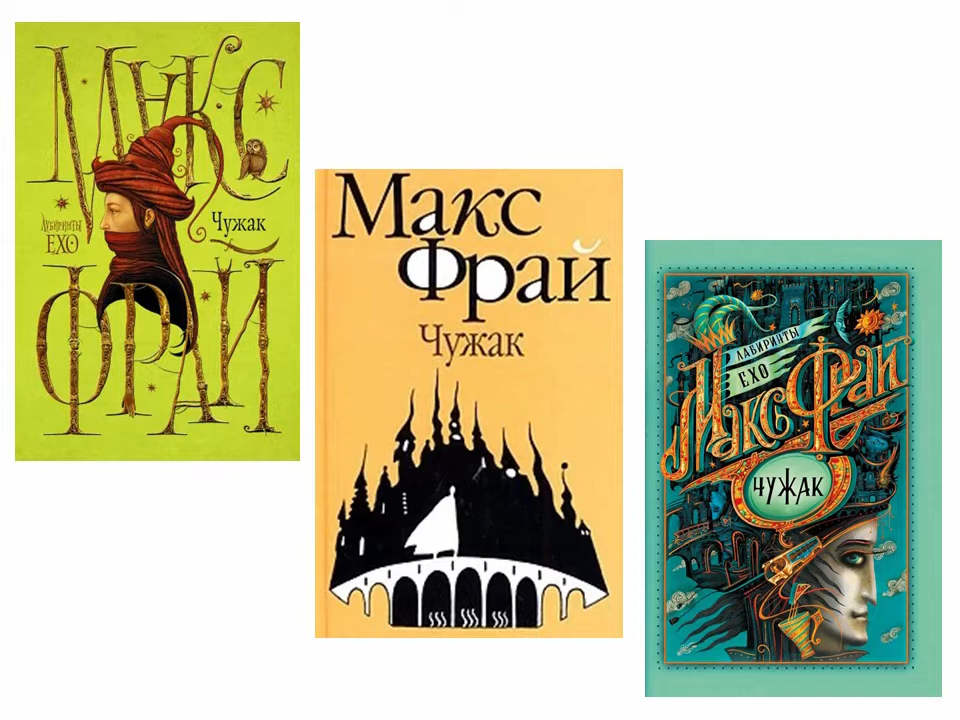 МАКС
Чужак
ЛАБИРИНТЫ
ЕХО
ФРАЙ
Макс
Фрай
Чужак
ЛАБИРИНТЫ
ЕХО
Макс Фрай
ЧУЖАК